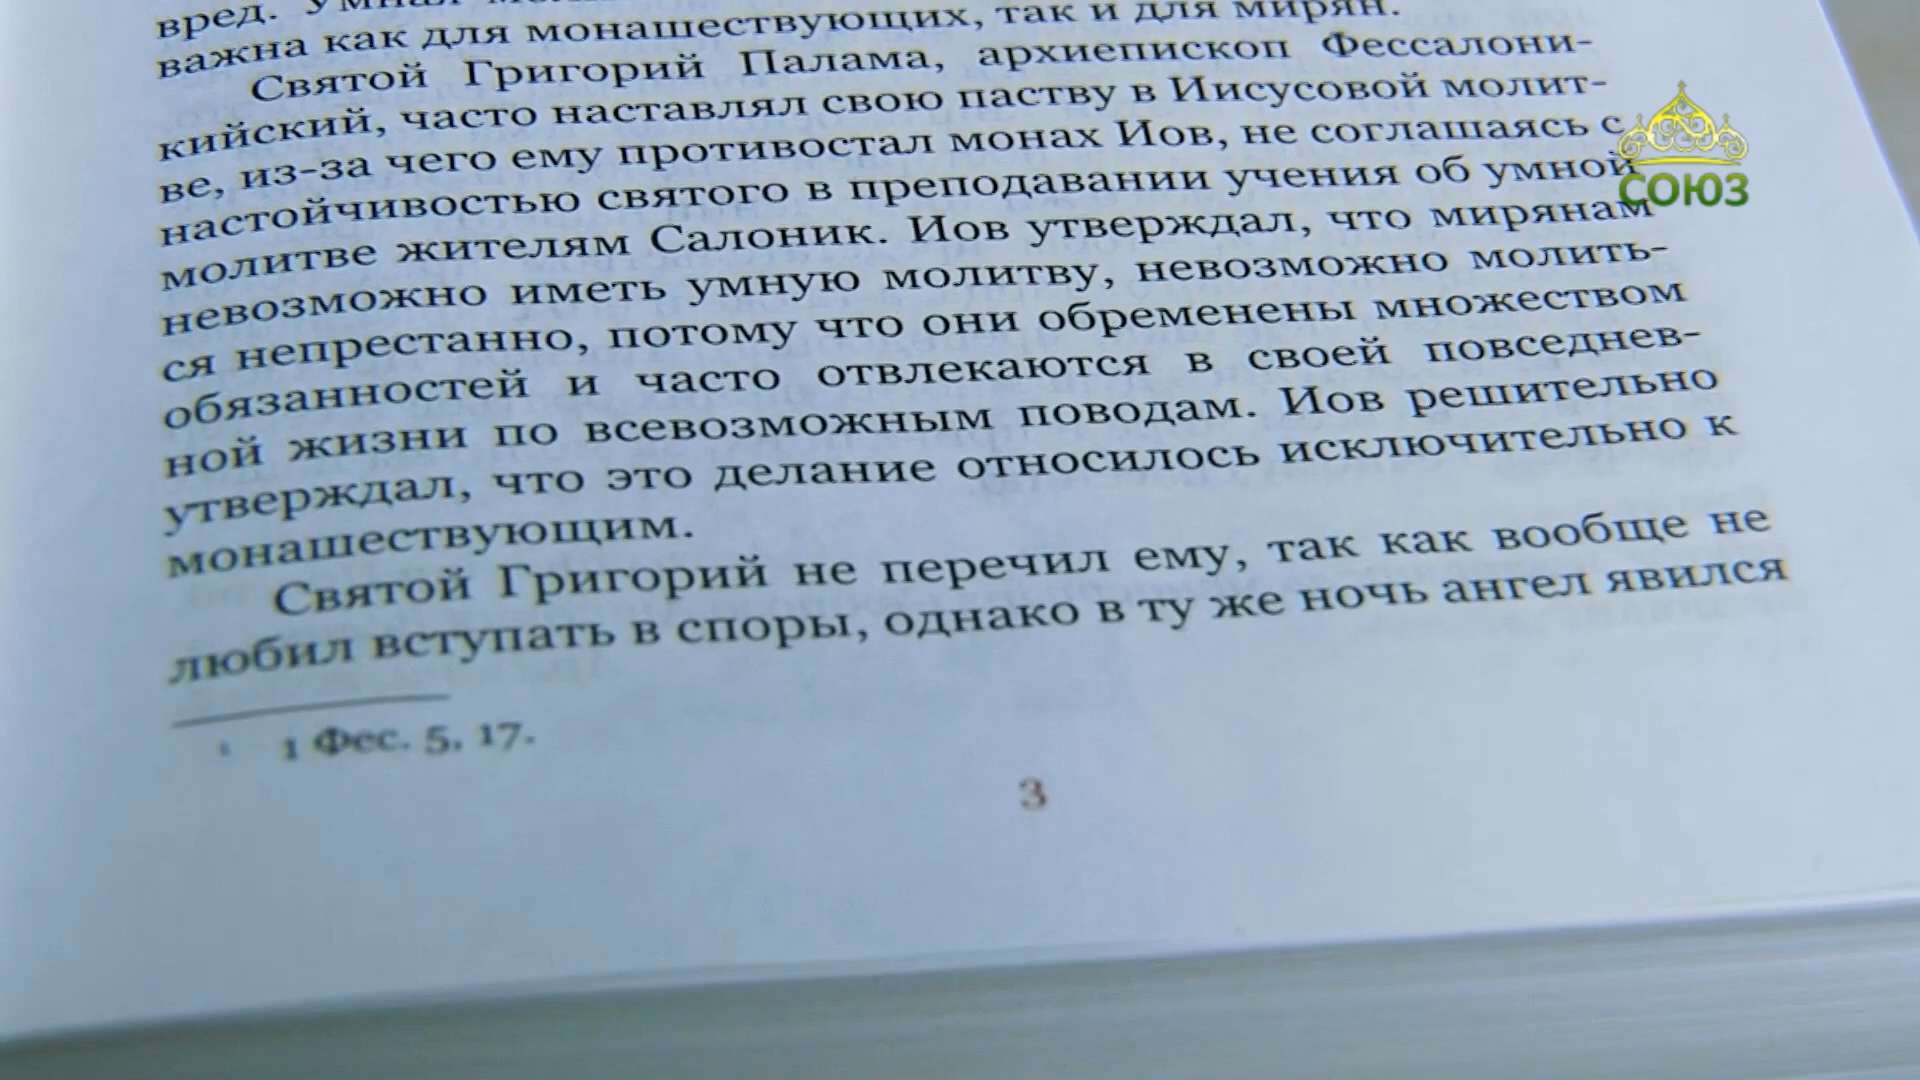 вред. Умная
важна как для монашествующих, так и для мирян.
Святой Григорий Палама, архиепископ Фессалони-
кийский, часто наставлял свою паству в Иисусовой молит-
ве, из-за чего ему противостал монах Иов, не соглашаясь с
настойчивостью святого в преподавании учения об умной
молитве жителям Салоник. Иов утверждал, что мирянам
невозможно иметь умную молитву, невозможно молить-
ся непрестанно, потому что они обременены множеством
обязанностей и часто отвлекаются в своей повседнев-
ной жизни по всевозможным поводам. Иов решительно
утверждал, что это делание относилось исключительно к
монашествующим.
Святой Григорий не перечил ему, так как вообще не
любил вступать в споры, однако в ту же ночь ангел явился
1 1 Фес. 5, 17.
3
СОЮЗ